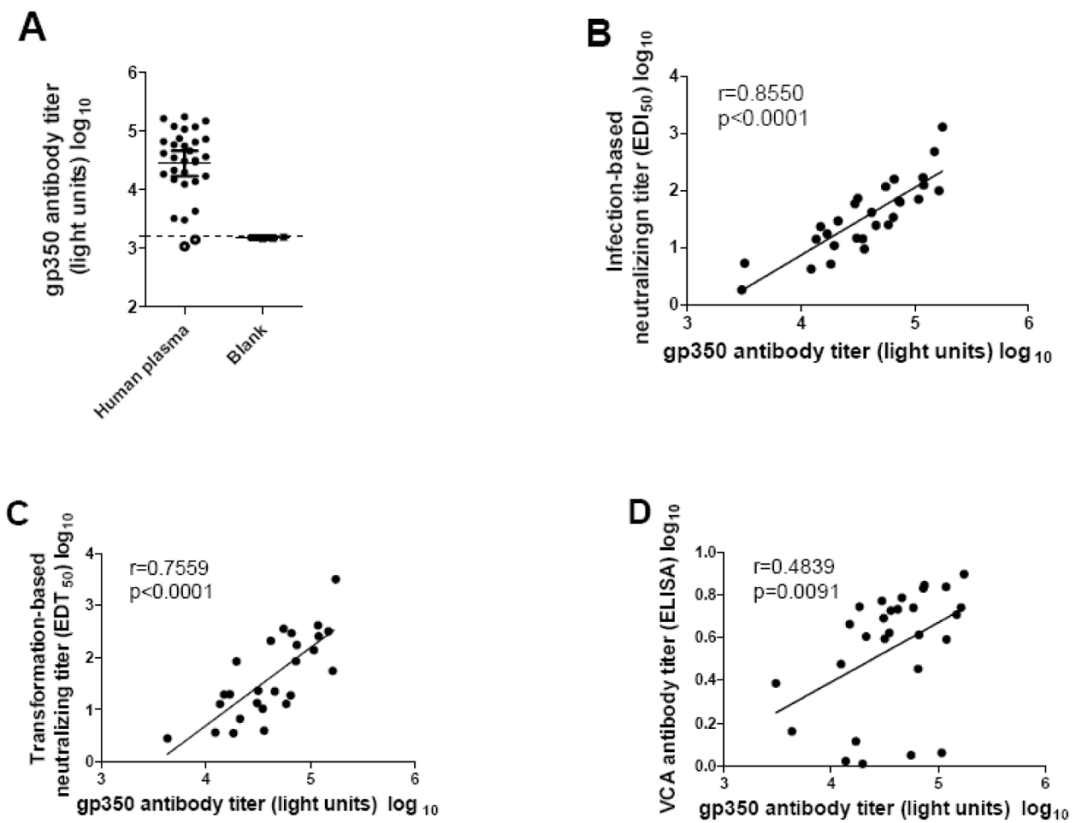 A
gp350 antibody titer
(light units) log10
6
5
4
3
2
Human plasma
Blank
B
Infection-based
neutralizingn titer (EDI50) log10
r=0.8550
p<0.0001
4
3
2
1
0
3
4
5
6
gp350 antibody titer (light units) log10
C
Transformation-based
neutralizing titer (EDT50) log10
r=0.7559
p<0.0001
4
3
2
1
0
3
4
5
6
gp350 antibody titer (light units) log10
D
VCA antibody titer (ELISA) log10
r=0.4839
p=0.0091
1.0
0.8
0.6
0.4
0.2
0.0
3
4
5
6
gp350 antibody titer (light units) log10